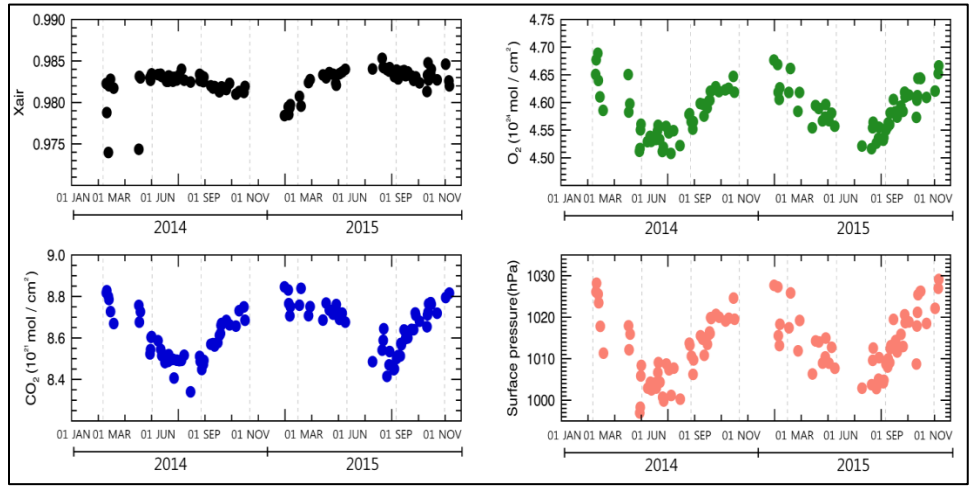 Xair
0.990
0.985
0.980
0.975
01 JAN 01 MAR 01 JUN 01 SEP 01 NOV 01 MAR 01 JUN 01 SEP 01 NOV
2014 2015
O₂ (10²⁴ mol / cm²)
4.75
4.70
4.65
4.60
4.55
4.50
01 JAN 01 MAR 01 JUN 01 SEP 01 NOV 01 MAR 01 JUN 01 SEP 01 NOV
2014 2015
CO₂ (10²¹ mol / cm²)
9.0
8.8
8.6
8.4
01 JAN 01 MAR 01 JUN 01 SEP 01 NOV 01 MAR 01 JUN 01 SEP 01 NOV
2014 2015
Surface pressure(hPa)
1030
1020
1010
1000
01 JAN 01 MAR 01 JUN 01 SEP 01 NOV 01 MAR 01 JUN 01 SEP 01 NOV
2014 2015